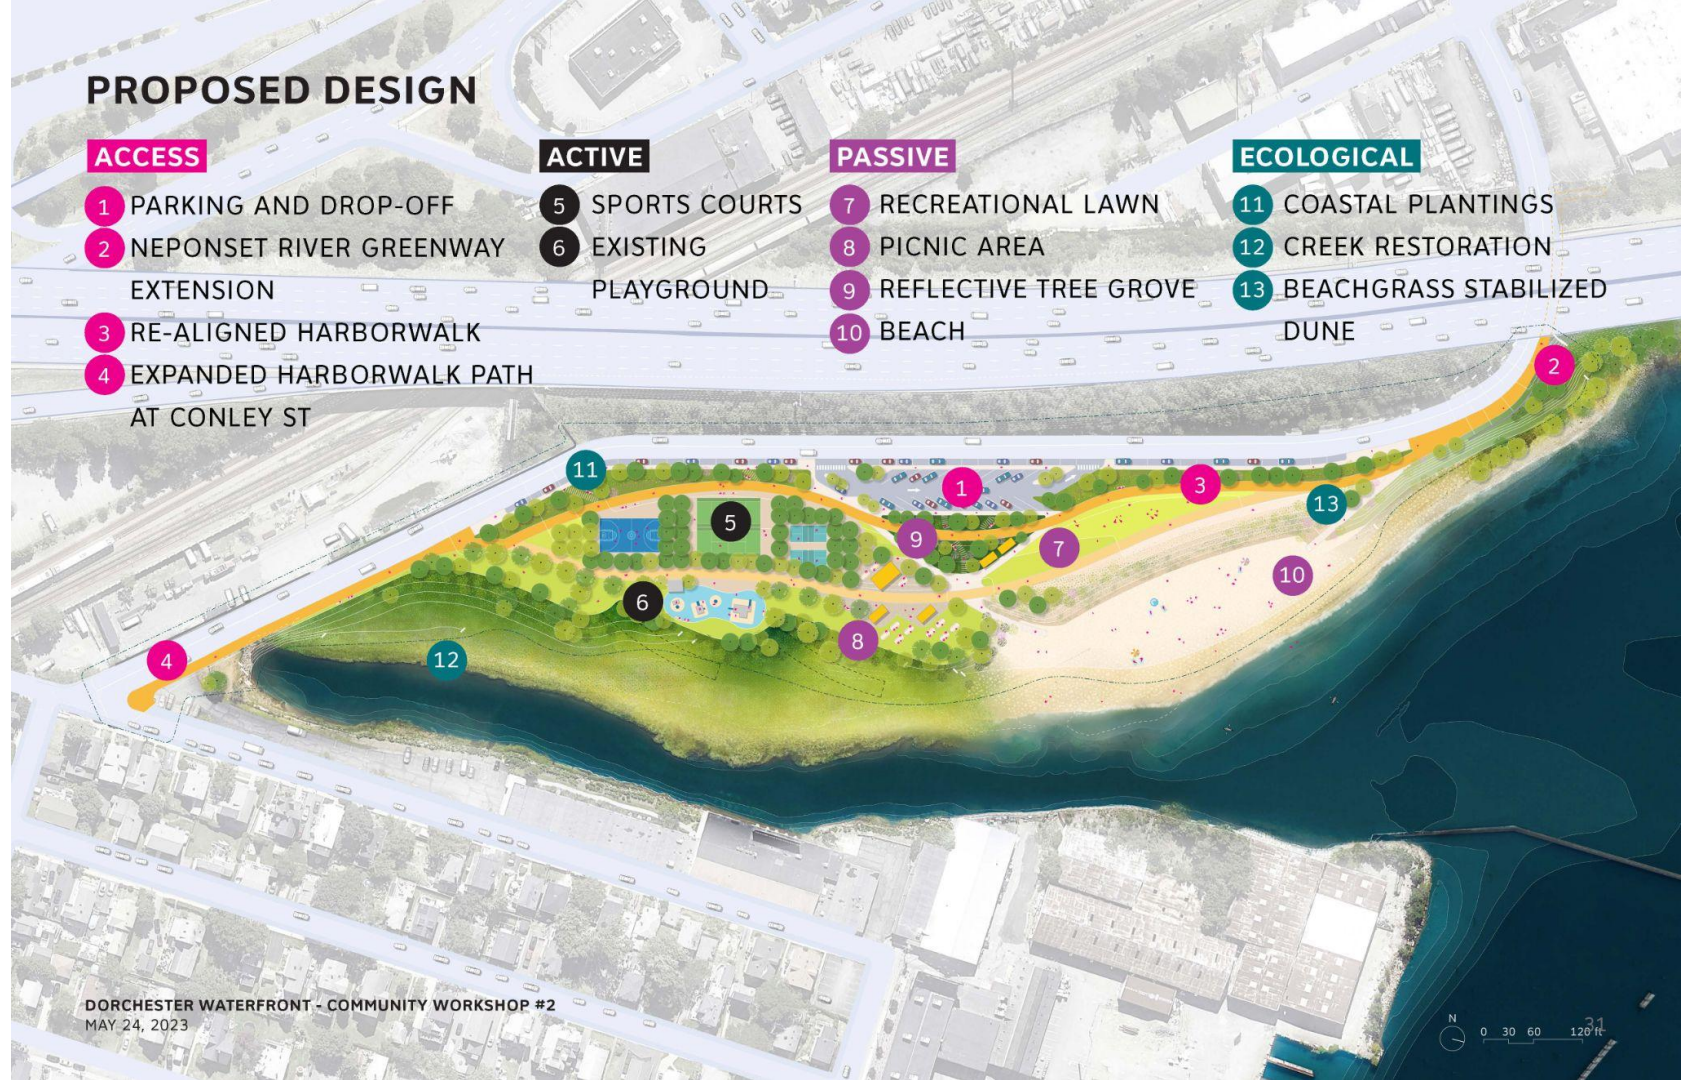 PROPOSED DESIGN
ACCESS
1 PARKING AND DROP-OFF
2 NEPONSET RIVER GREENWAY
EXTENSION
3 RE-ALIGNED HARBORWALK
4 EXPANDED HARBORWALK PATH
AT CONLEY ST
ACTIVE
5 SPORTS COURTS
6 EXISTING
PLAYGROUND
PASSIVE
7 RECREATIONAL LAWN
8 PICNIC AREA
9 REFLECTIVE TREE GROVE
10 BEACH
ECOLOGICAL
11 COASTAL PLANTINGS
12 CREEK RESTORATION
13 BEACHGRASS STABILIZED
DUNE
2
11
1
3
13
5
9
7
10
6
8
4
12
DORCHESTER WATERFRONT - COMMUNITY WORKSHOP #2
MAY 24, 2023
N
0 30 60 120 ft
31